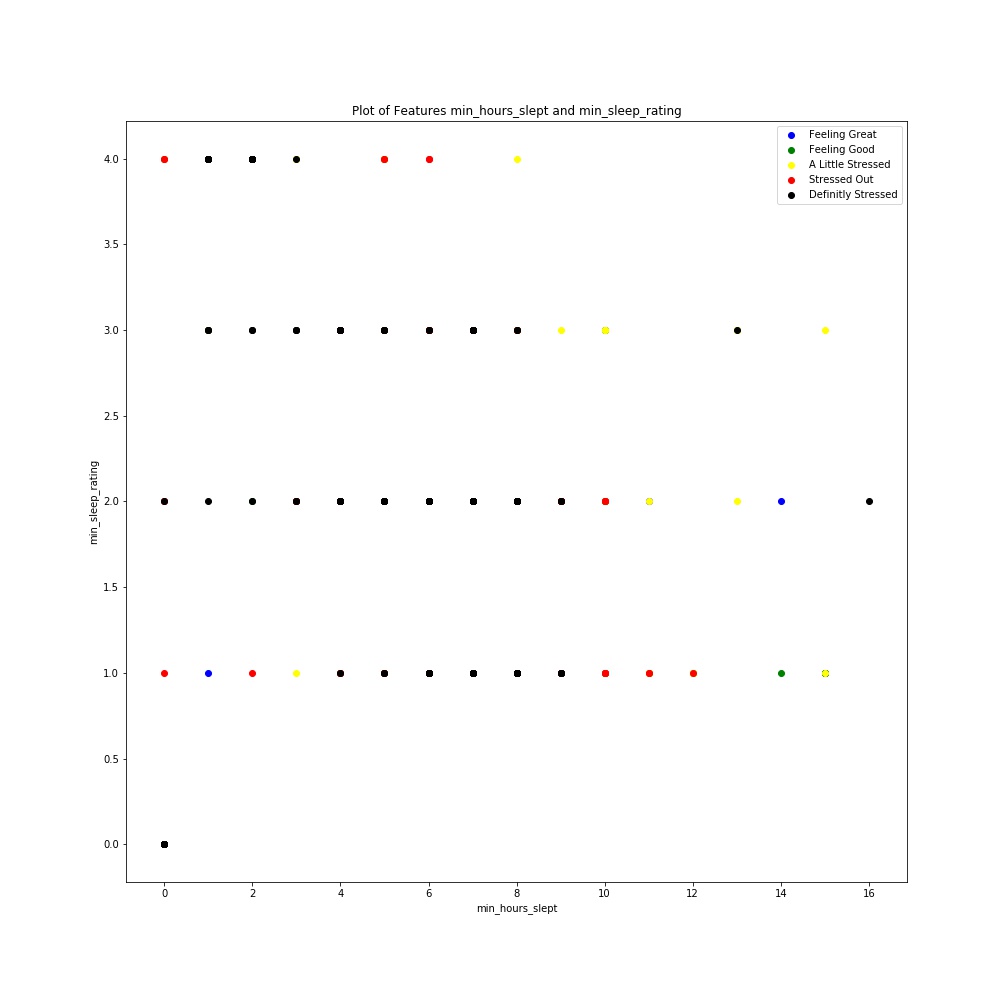 Plot of Features min_hours_slept and min_sleep_rating
Feeling Great
Feeling Good
A Little Stressed
Stressed Out
Definitly Stressed
4.0
3.5
3.0
2.5
2.0
1.5
1.0
0.5
0.0
min_sleep_rating
0 2 4 6 8 10 12 14 16
min_hours_slept